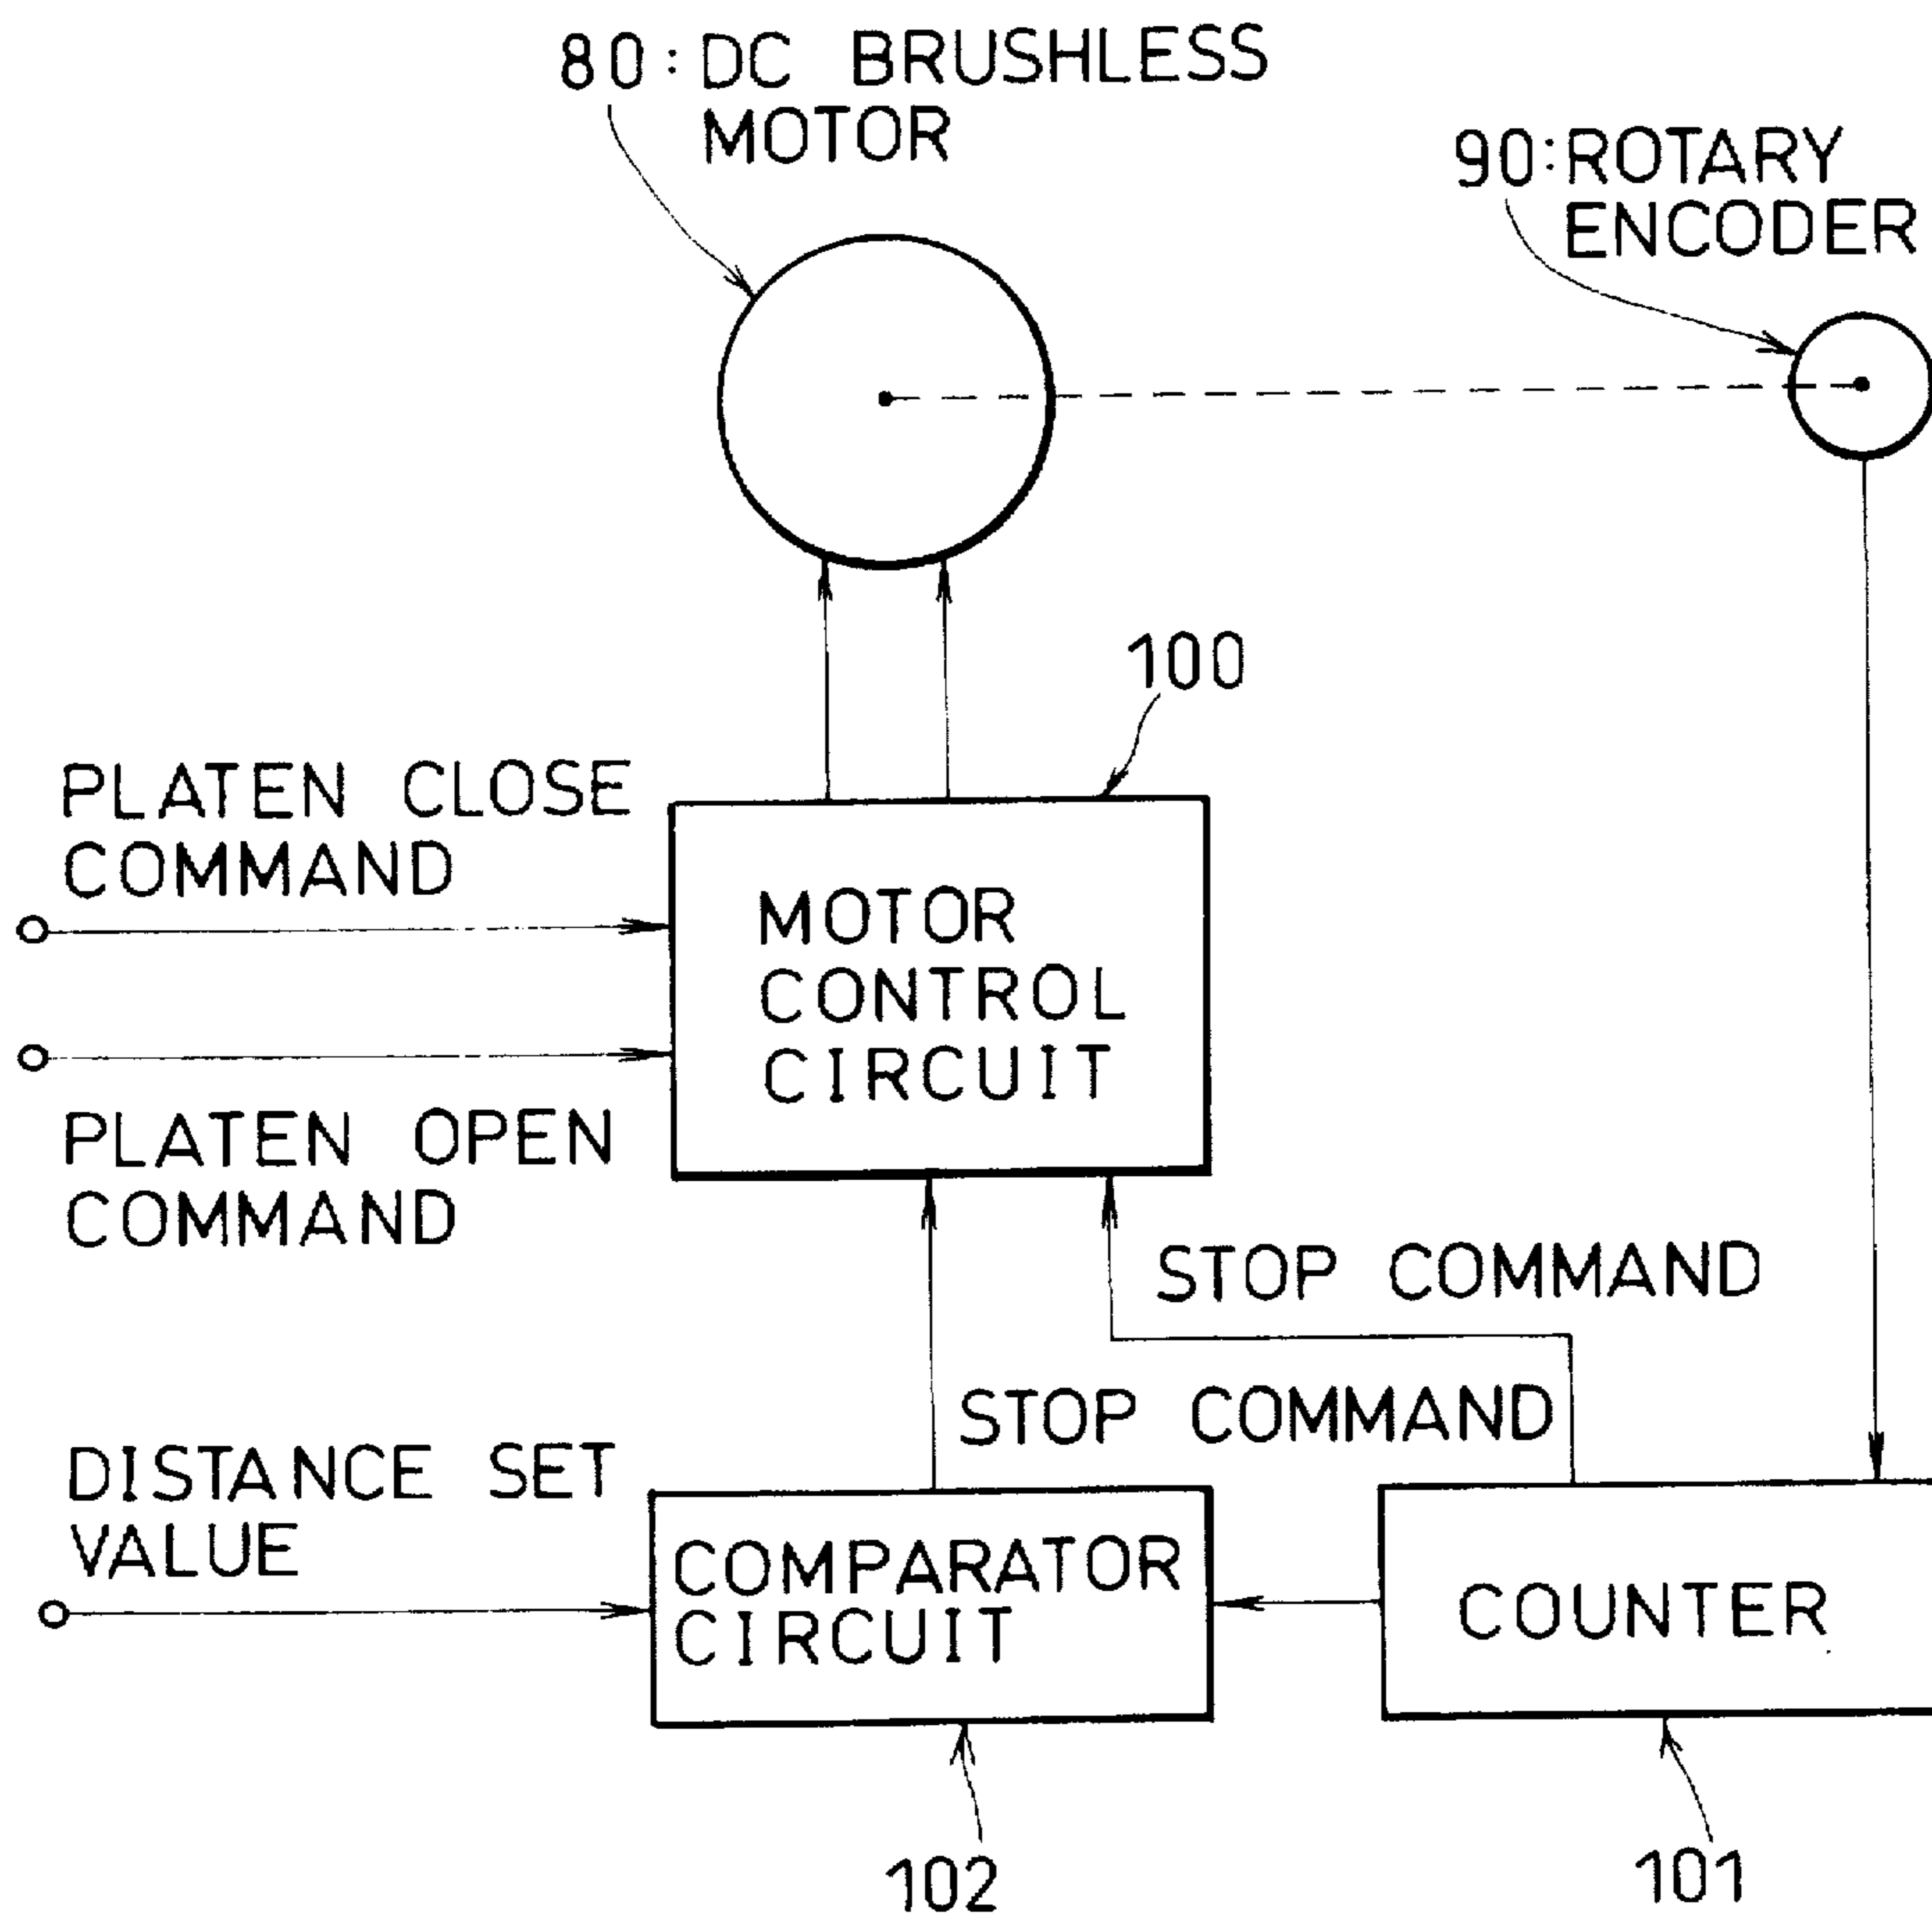 80:DC BRUSHLESS
MOTOR
90:ROTARY
ENCODER
100
PLATEN CLOSE
COMMAND
MOTOR
CONTROL
CIRCUIT
PLATEN OPEN
COMMAND
STOP COMMAND
STOP COMMAND
DISTANCE SET
VALUE
COMPARATOR
CIRCUIT
COUNTER
102
101